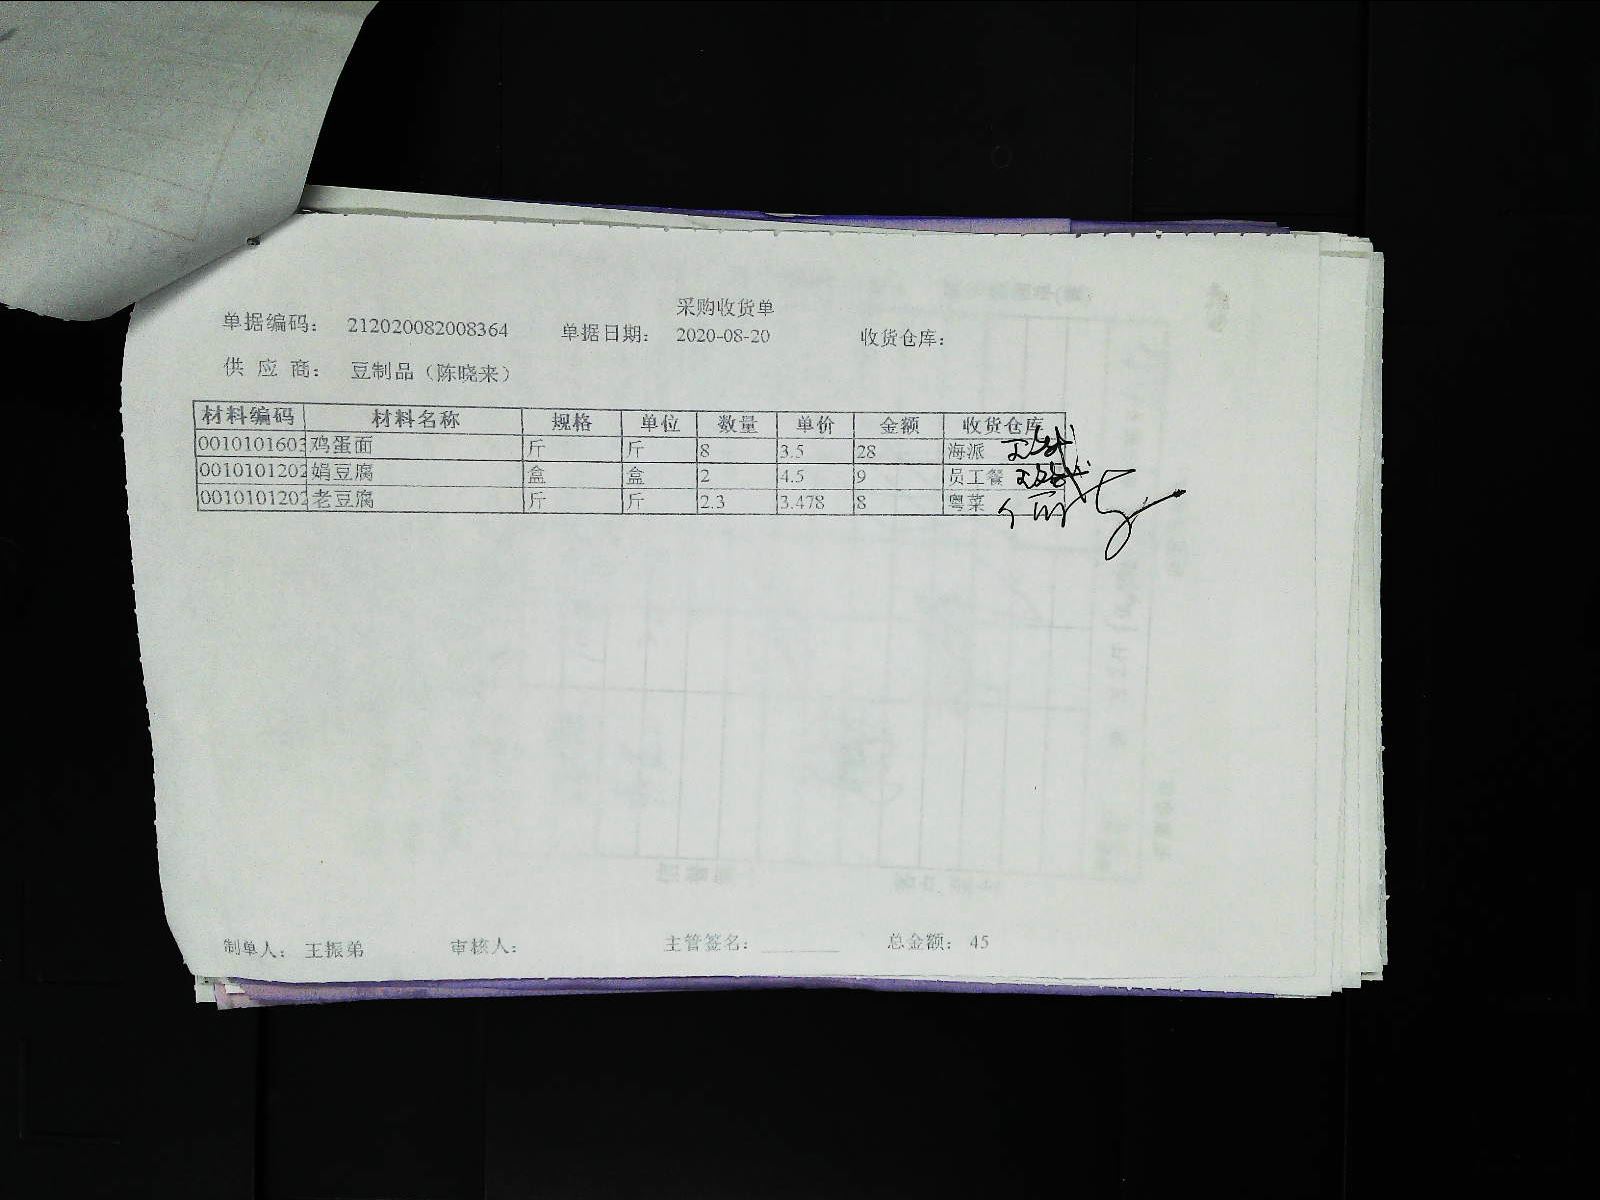 采购收货单
单据编码： 212020082008364 单据日期： 2020-08-20 收货仓库：
供 应 商： 豆制品（陈晓来）
材料编码 材料名称 规格 单位 数量 单价 金额 收货仓库
0010101603 鸡蛋面 斤 斤 8 3.5 28 海派
0010101202 娟豆腐 盒 盒 2 4.5 9 员工餐
0010101202 老豆腐 斤 斤 2.3 3.478 8 粤菜
制单人： 王振弟 审核人： 主管签名： 总金额： 45